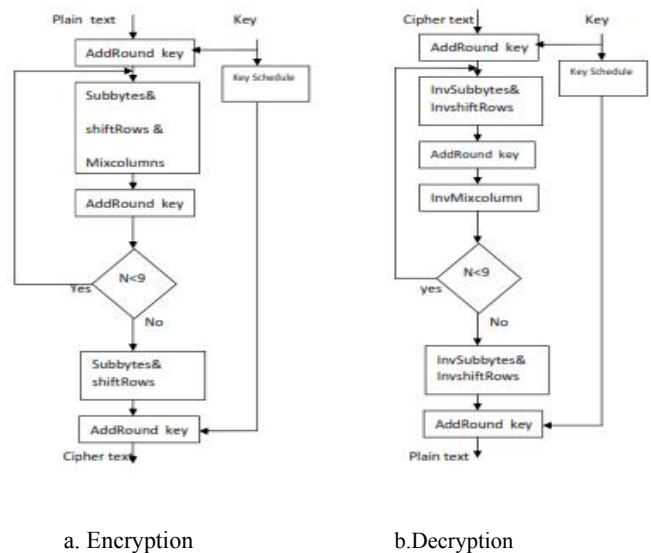 Plain text
Key
AddRound key
Key Schedule
Subbytes&
shiftRows &
Mixcolumns
AddRound key
N<9
Yes
No
Subbytes&
shiftRows
AddRound key
Cipher text
a. Encryption
Cipher text
Key
AddRound key
Key Schedule
InvSubbytes&
InvshiftRows
AddRound key
InvMixcolumn
N<9
yes
No
InvSubbytes&
InvshiftRows
AddRound key
Plain text
b.Decryption